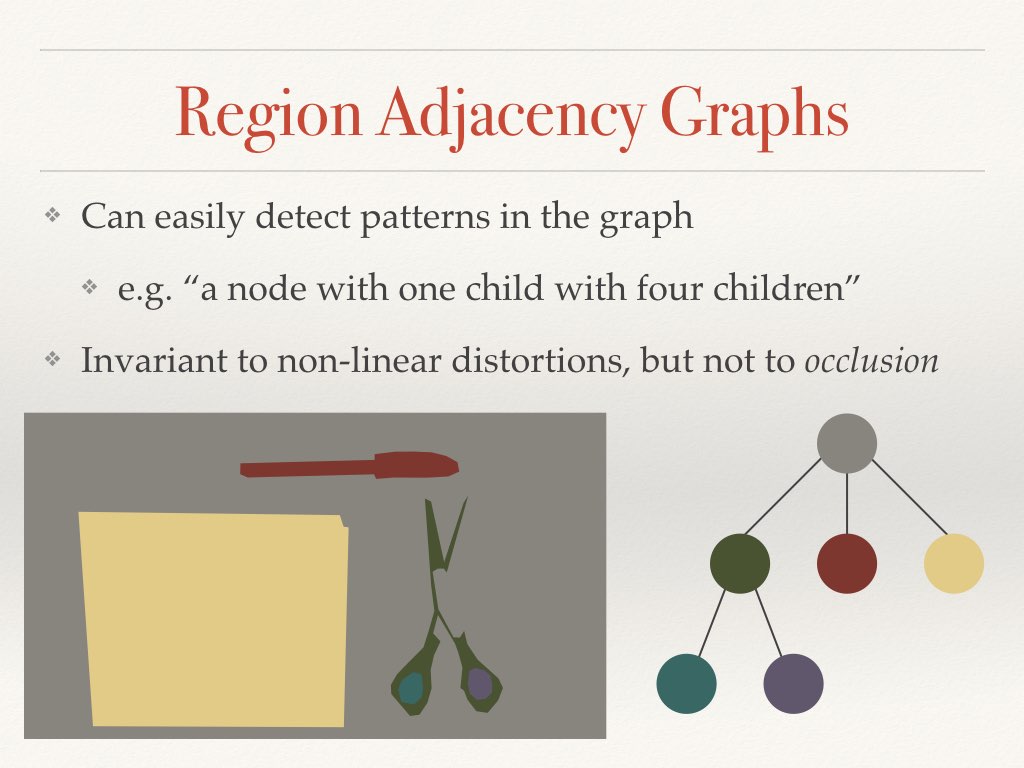 Region Adjacency Graphs
❖ Can easily detect patterns in the graph
❖ e.g. “a node with one child with four children”
❖ Invariant to non-linear distortions, but not to occlusion